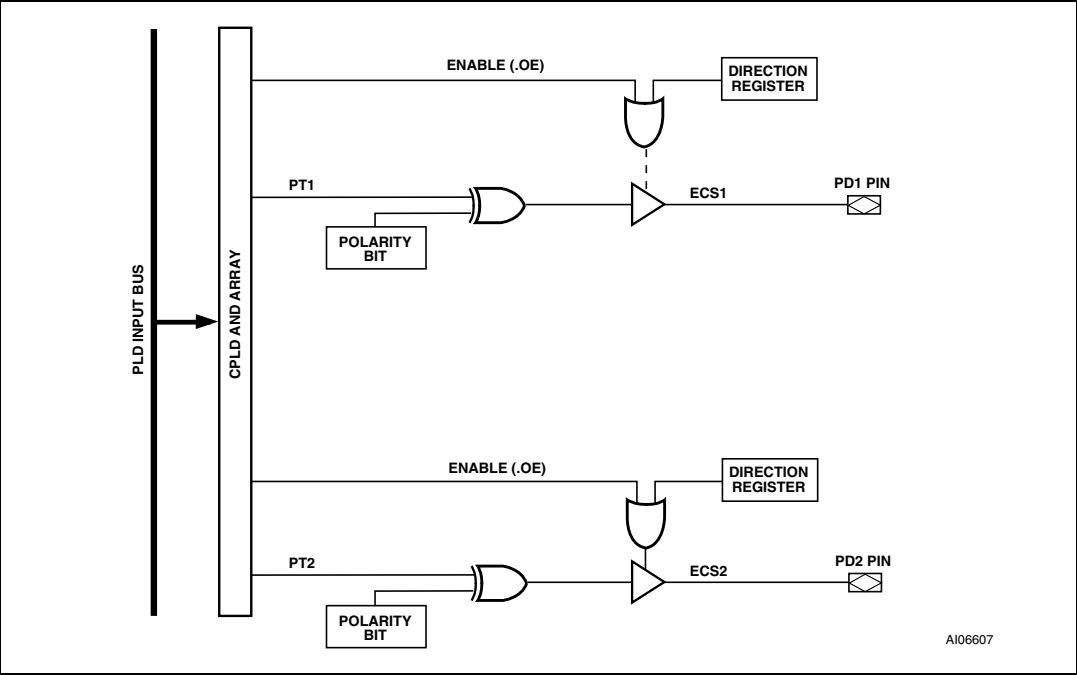 ENABLE (.OE)
DIRECTION
REGISTER
PT1
ECS1
PD1 PIN
POLARITY
BIT
PLD INPUT BUS
CPLD AND ARRAY
ENABLE (.OE)
DIRECTION
REGISTER
PT2
ECS2
PD2 PIN
POLARITY
BIT
AI06607